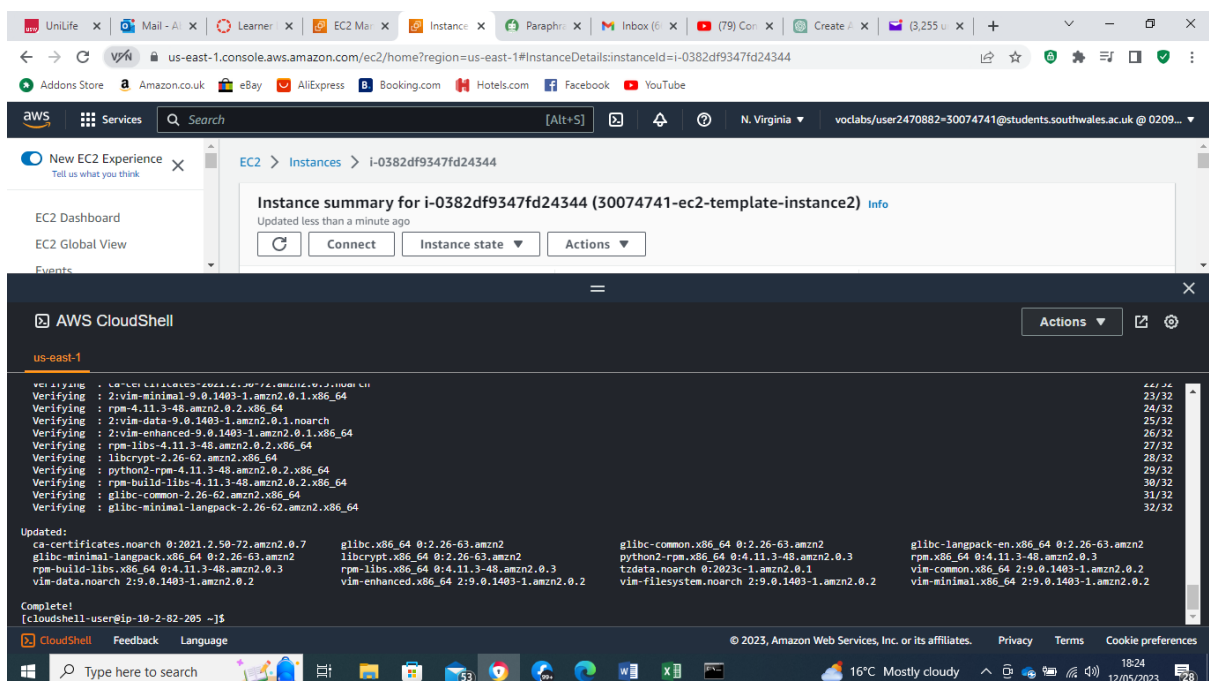 UniLife
Mail - Al
Learner
EC2 Mar
Instance
Paraphra
Inbox (6
(79) Con
Create A
(3,255 u
VPN
us-east-1.console.aws.amazon.com/ec2/home?region=us-east-1#InstanceDetails:instanceId=i-0382df9347fd24344
Addons Store Amazon.co.uk eBay AliExpress Booking.com Hotels.com Facebook YouTube
aws Services Search [Alt+S] N. Virginia ▼ voclabs/user2470882=30074741@students.southwales.ac.uk @ 0209... ▼
New EC2 Experience
Tell us what you think
EC2 Dashboard
EC2 Global View
Events
EC2 > Instances > i-0382df9347fd24344
Instance summary for i-0382df9347fd24344 (30074741-ec2-template-instance2) Info
Updated less than a minute ago
Connect Instance state ▼ Actions ▼
AWS CloudShell
Actions ▼
us-east-1
Verifying : ca-certificates-2021.2.50-72.amzn2.0.3.noarch 22/32
Verifying : 2:vim-minimal-9.0.1403-1.amzn2.0.1.x86_64 23/32
Verifying : rpm-4.11.3-48.amzn2.0.2.x86_64 24/32
Verifying : 2:vim-data-9.0.1403-1.amzn2.0.1.noarch 25/32
Verifying : 2:vim-enhanced-9.0.1403-1.amzn2.0.1.x86_64 26/32
Verifying : rpm-libs-4.11.3-48.amzn2.0.2.x86_64 27/32
Verifying : libcrypt-2.26-62.amzn2.x86_64 28/32
Verifying : python2-rpm-4.11.3-48.amzn2.0.2.x86_64 29/32
Verifying : rpm-build-libs-4.11.3-48.amzn2.0.2.x86_64 30/32
Verifying : glibc-common-2.26-62.amzn2.x86_64 31/32
Verifying : glibc-minimal-langpack-2.26-62.amzn2.x86_64 32/32
Updated:
ca-certificates.noarch 0:2021.2.50-72.amzn2.0.7 glibc.x86_64 0:2.26-63.amzn2 glibc-common.x86_64 0:2.26-63.amzn2 glibc-langpack-en.x86_64 0:2.26-63.amzn2
glibc-minimal-langpack.x86_64 0:2.26-63.amzn2 libcrypt.x86_64 0:2.26-63.amzn2 python2-rpm.x86_64 0:4.11.3-48.amzn2.0.3 rpm.x86_64 0:4.11.3-48.amzn2.0.3
rpm-build-libs.x86_64 0:4.11.3-48.amzn2.0.3 rpm-libs.x86_64 0:4.11.3-48.amzn2.0.3 tzdata.noarch 0:2023c-1.amzn2.0.1 vim-common.x86_64 2:9.0.1403-1.amzn2.0.2
vim-data.noarch 2:9.0.1403-1.amzn2.0.2 vim-enhanced.x86_64 2:9.0.1403-1.amzn2.0.2 vim-filesystem.noarch 2:9.0.1403-1.amzn2.0.2 vim-minimal.x86_64 2:9.0.1403-1.amzn2.0.2
Complete!
[cloudshell-user@ip-10-2-82-205 ~]$
CloudShell Feedback Language © 2023, Amazon Web Services, Inc. or its affiliates. Privacy Terms Cookie preferences
Type here to search 53 99+ 16°C Mostly cloudy 18:24
12/05/2023 28